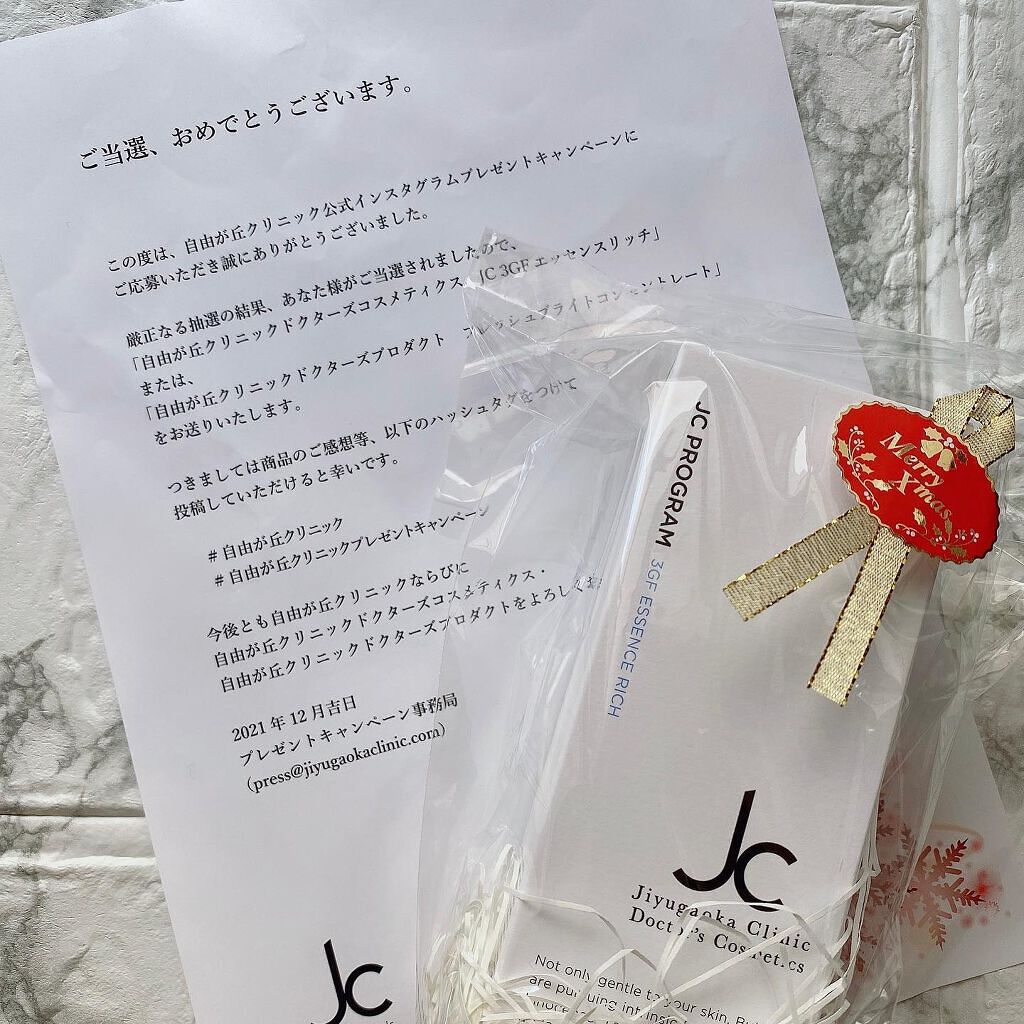 ご当選、おめでとうございます。
この度は、自由が丘クリニック公式インスタグラムプレゼントキャンペーンに
ご応募いただき誠にありがとうございました。
厳正なる抽選の結果、あなた様がご当選されましたので、
「自由が丘クリニックドクターズコスメティクス JC 3GFエッセンスリッチ」
または、
「自由が丘クリニックドクターズプロダクト フレッシュブライトコンセントレート」
をお送りいたします。
つきましては商品のご感想等、以下のハッシュタグをつけて
投稿していただけると幸いです。
#自由が丘クリニック
#自由が丘クリニックプレゼントキャンペーン
今後とも自由が丘クリニックならびに
自由が丘クリニックドクターズコスメティクス・
自由が丘クリニックドクターズプロダクトをよろしくお
2021年12月吉日
プレゼントキャンペーン事務局
(press@jiyugaokaclinic.com)
JC
JC PROGRAM 3GF ESSENCE RICH
Merry
Xmas
JC
Jiyugaoka Clinic
Doctor's Cosmetics
Not only gentle to your skin. But
are pursuing intrinsic